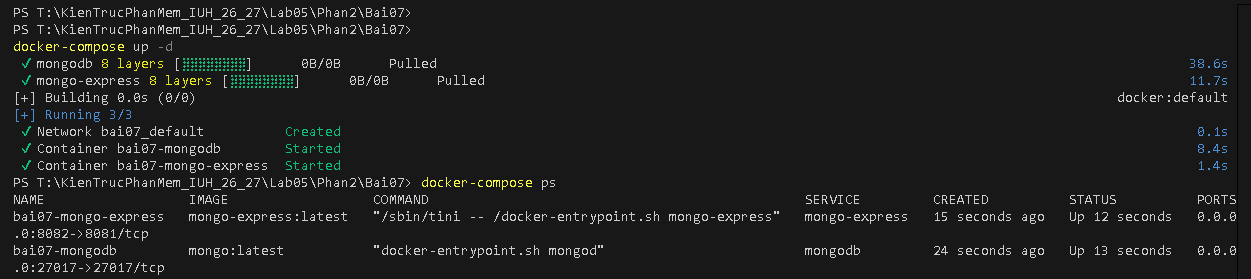 PS T:\KienTrucPhanMem_IUH_26_27\Lab05\Phan2\Bai07>
PS T:\KienTrucPhanMem_IUH_26_27\Lab05\Phan2\Bai07>
docker-compose up -d
✓ mongodb 8 layers [⣿⣿⣿⣿⣿⣿⣿⣿] 0B/0B Pulled 38.6s
✓ mongo-express 8 layers [⣿⣿⣿⣿⣿⣿⣿⣿] 0B/0B Pulled 11.7s
[+] Building 0.0s (0/0) docker:default
[+] Running 3/3
✓ Network bai07_default Created 0.1s
✓ Container bai07-mongodb Started 8.4s
✓ Container bai07-mongo-express Started 1.4s
PS T:\KienTrucPhanMem_IUH_26_27\Lab05\Phan2\Bai07> docker-compose ps
NAME IMAGE COMMAND SERVICE CREATED STATUS PORTS
bai07-mongo-express mongo-express:latest "/sbin/tini -- /docker-entrypoint.sh mongo-express" mongo-express 15 seconds ago Up 12 seconds 0.0.0
.0:8082->8081/tcp
bai07-mongodb mongo:latest "docker-entrypoint.sh mongod" mongodb 24 seconds ago Up 13 seconds 0.0.0
.0:27017->27017/tcp